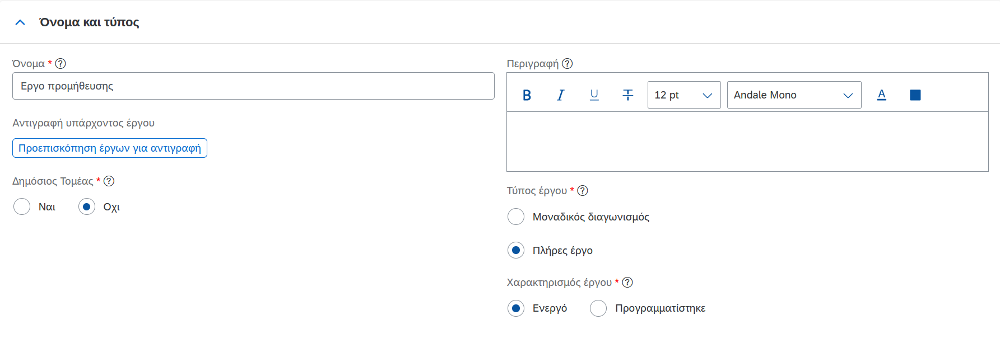 Όνομα και τύπος
Όνομα *
Εργο προμήθευσης
Αντιγραφή υπάρχοντος έργου
Προεπισκόπηση έργων για αντιγραφή
Δημόσιος Τομέας *
Ναι Οχι
Περιγραφή
B I U T 12 pt Andale Mono A
Τύπος έργου *
Μοναδικός διαγωνισμός
Πλήρες έργο
Χαρακτηρισμός έργου *
Ενεργό Προγραμματίστηκε